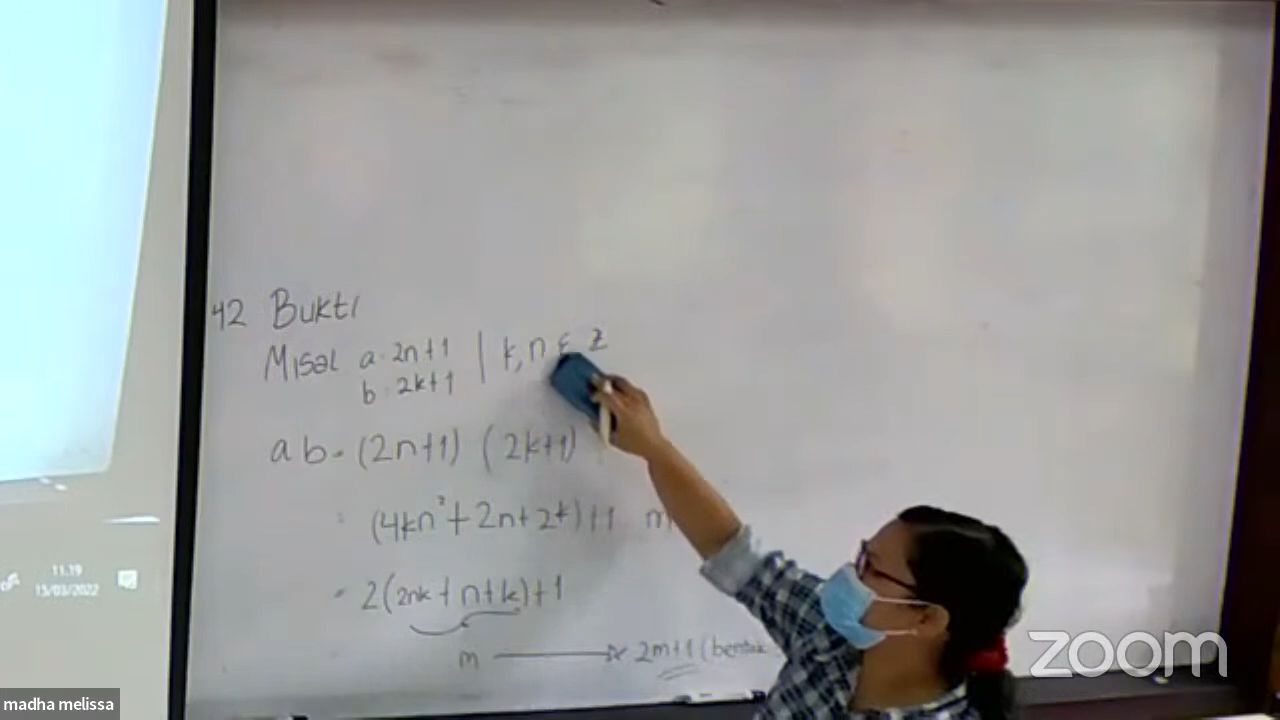 42 Bukti
Misal a = 2n+1 | k, n ε z
b = 2k+1
ab = (2n+1) (2k+1)
= (4kn²+2n+2k)+1 m
= 2(2nk+n+k)+1
m → 2m+1 (bentuk
11.19
15/03/2022
zoom
madha melissa